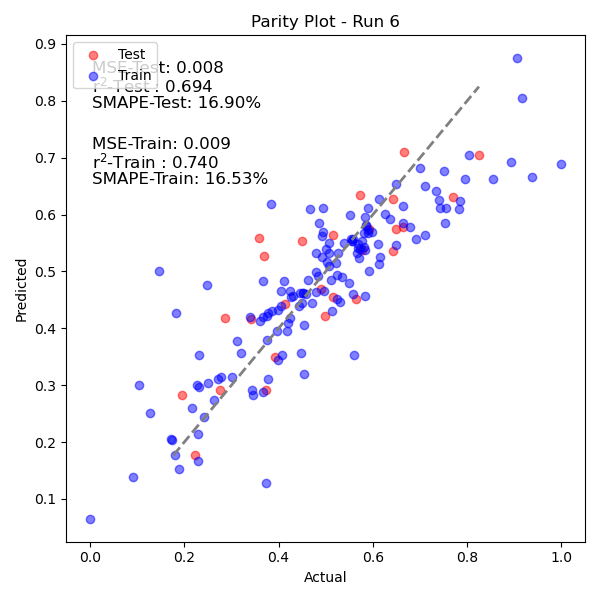 Parity Plot - Run 6
Test
Train
MSE-Test: 0.008
r²-Test : 0.694
SMAPE-Test: 16.90%
MSE-Train: 0.009
r²-Train : 0.740
SMAPE-Train: 16.53%
Predicted
0.9
0.8
0.7
0.6
0.5
0.4
0.3
0.2
0.1
0.0
0.2
0.4
0.6
0.8
1.0
Actual